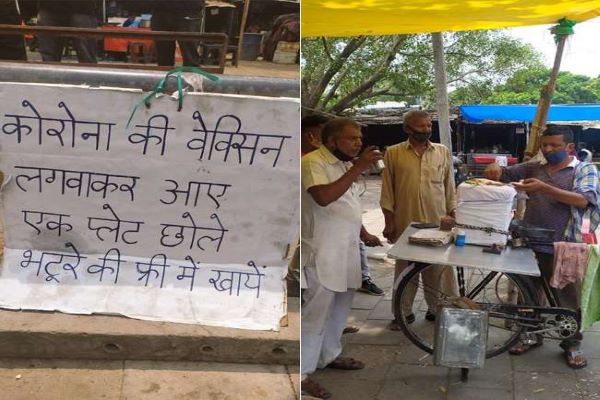 कोरोना की वेक्सिन
लगवाकर आए
एक प्लेट छोले
भटूरे की फ्री में खायें